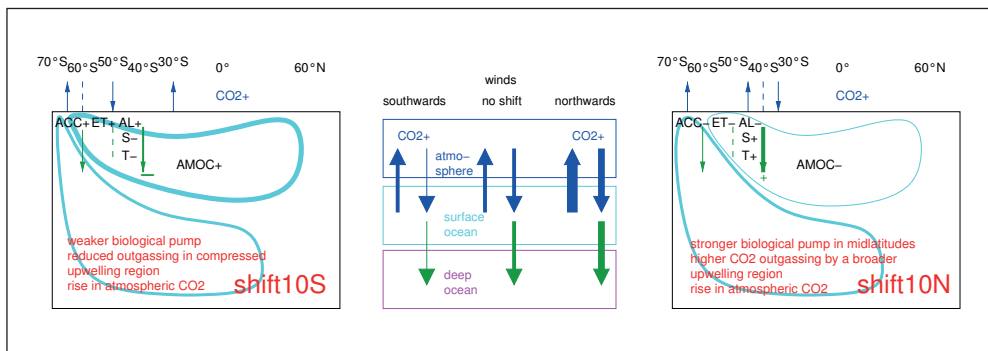 70°S 60°S 50°S 40°S 30°S 0° 60°N
CO2+
ACC+ ET+ AL+
S−
T−
AMOC+
weaker biological pump
reduced outgassing in compressed
upwelling region
rise in atmospheric CO2
shift10S
winds
southwards no shift northwards
CO2+ CO2+
atmo−
sphere
surface
ocean
deep
ocean
70°S 60°S 50°S 40°S 30°S 0° 60°N
CO2+
ACC− ET− AL−
S+
T+
+
AMOC−
stronger biological pump in midlatitudes
higher CO2 outgassing by a broader
upwelling region
rise in atmospheric CO2
shift10N